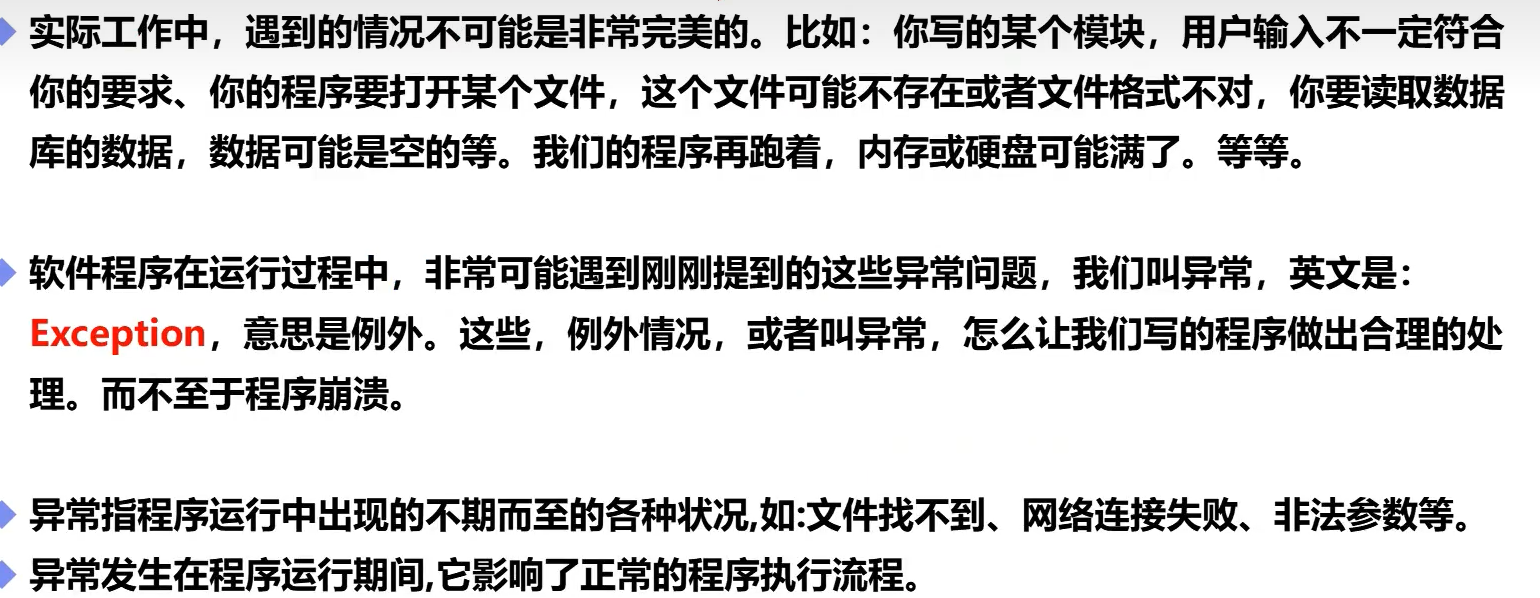 实际工作中，遇到的情况不可能是非常完美的。比如：你写的某个模块，用户输入不一定符合
你的要求、你的程序要打开某个文件，这个文件可能不存在或者文件格式不对，你要读取数据
库的数据，数据可能是空的等。我们的程序再跑着，内存或硬盘可能满了。等等。
软件程序在运行过程中，非常可能遇到刚刚提到的这些异常问题，我们叫异常，英文是：
Exception，意思是例外。这些，例外情况，或者叫异常，怎么让我们写的程序做出合理的处
理。而不至于程序崩溃。
异常指程序运行中出现的不期而至的各种状况,如:文件找不到、网络连接失败、非法参数等。
异常发生在程序运行期间,它影响了正常的程序执行流程。